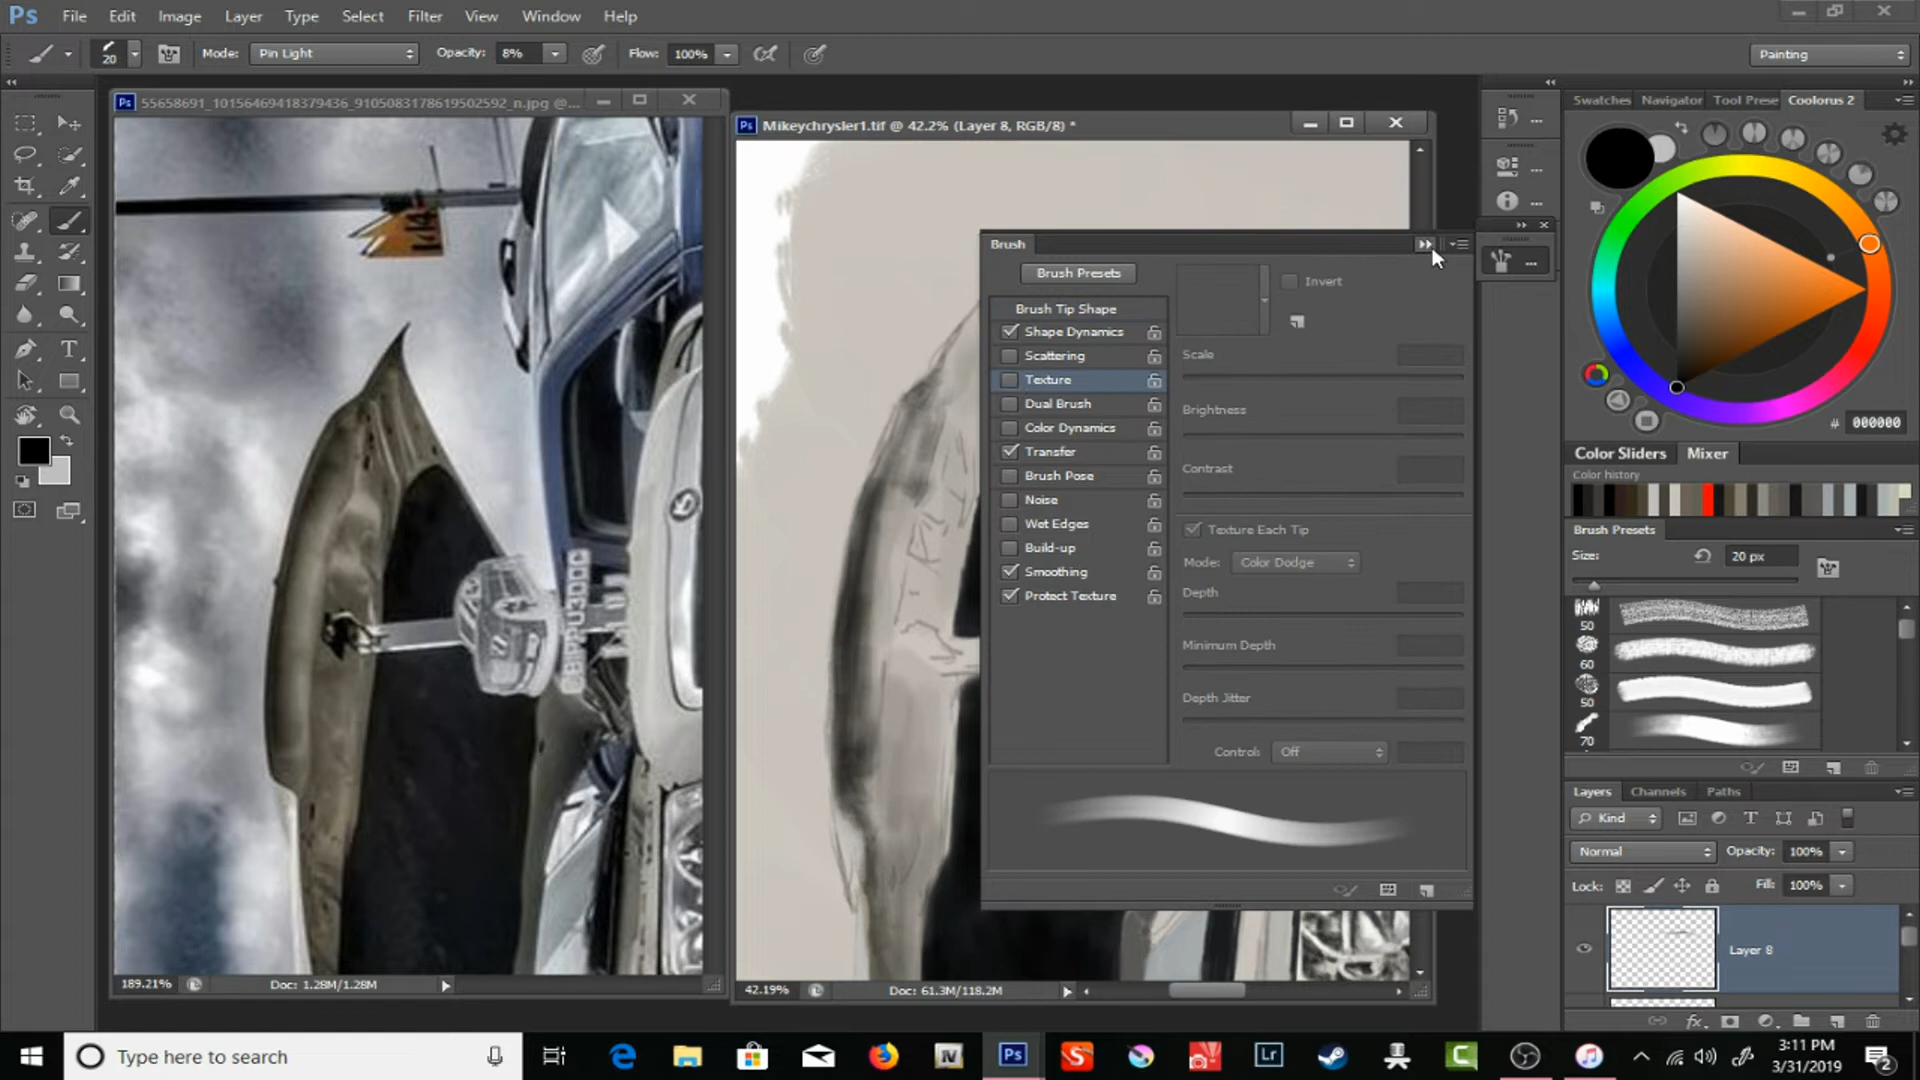 Ps File Edit Image Layer Type Select Filter View Window Help
20 Mode: Pin Light Opacity: 8% Flow: 100% Painting
Ps 55658691_10156469418379436_9105083178619502592_n.jpg @...
Ps Mikeychrysler1.tif @ 42.2% (Layer 8, RGB/8) *
Swatches Navigator Tool Prese Coolorus 2
Brush
Brush Presets
Invert
Brush Tip Shape
Shape Dynamics
Scattering
Texture
Dual Brush
Color Dynamics
Transfer
Brush Pose
Noise
Wet Edges
Build-up
Smoothing
Protect Texture
Scale
Brightness
Contrast
Texture Each Tip
Mode: Color Dodge
Depth
Minimum Depth
Depth Jitter
Control: Off
# 000000
Color Sliders Mixer
Color history
Brush Presets
Size: 20 px
50
60
50
70
Layers Channels Paths
Kind
Normal Opacity: 100%
Lock: Fill: 100%
Layer 8
189.21% Doc: 1.28M/1.28M
42.19% Doc: 61.3M/118.2M
Type here to search
Ps
Lr
3:11 PM
3/31/2019
2